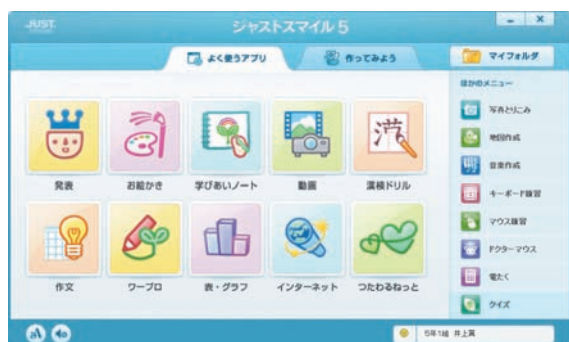 JUST.
ジャストスマイル 5
よく使うアプリ
作ってみよう
マイフォルダ
ほかのメニュー
発表
お絵かき
学びあいノート
動画
漢
漢検ドリル
作文
ワープロ
表・グラフ
インターネット
つたわるねっと
写真とりこみ
地図作成
音楽作成
キーボード練習
マウス練習
ドクターマウス
電たく
クイズ
a
5年1組 井上翼